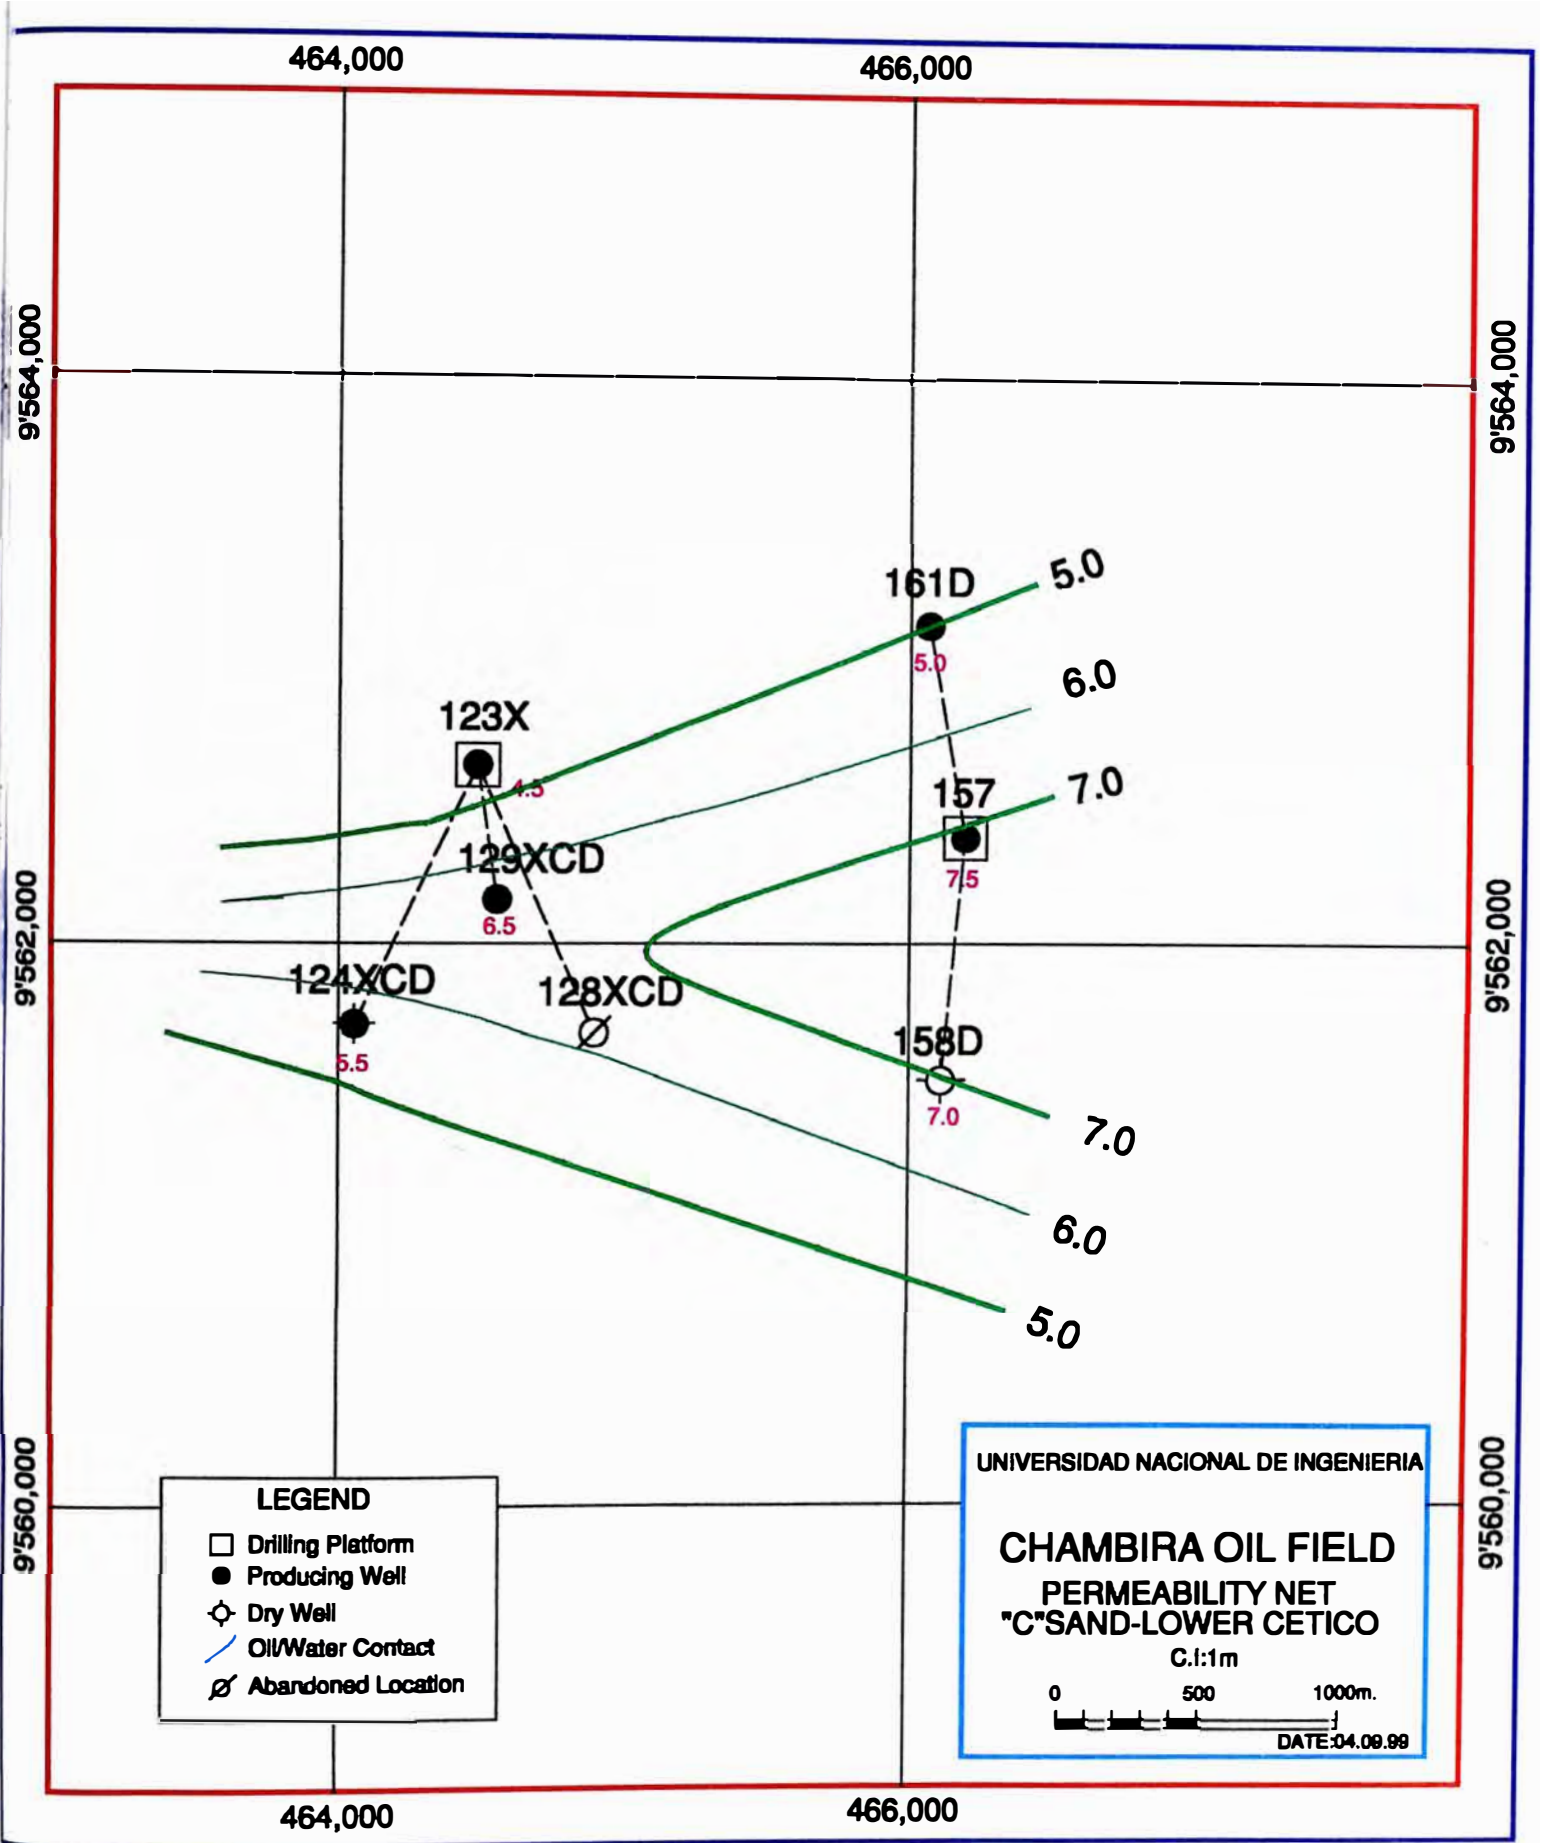 464,000
466,000
9'564,000
9'564,000
161D
5.0
5.0
6.0
123X
4.5
157
7.0
7.5
129XCD
6.5
9'562,000
9'562,000
124XCD
128XCD
5.5
158D
7.0
7.0
6.0
5.0
9'560,000
9'560,000
LEGEND
Drilling Platform
Producing Well
Dry Well
Oil/Water Contact
Abandoned Location
UNIVERSIDAD NACIONAL DE INGENIERIA
CHAMBIRA OIL FIELD
PERMEABILITY NET
"C"SAND-LOWER CETICO
C.I:1m
0 500 1000m.
DATE:04.09.99
464,000
466,000